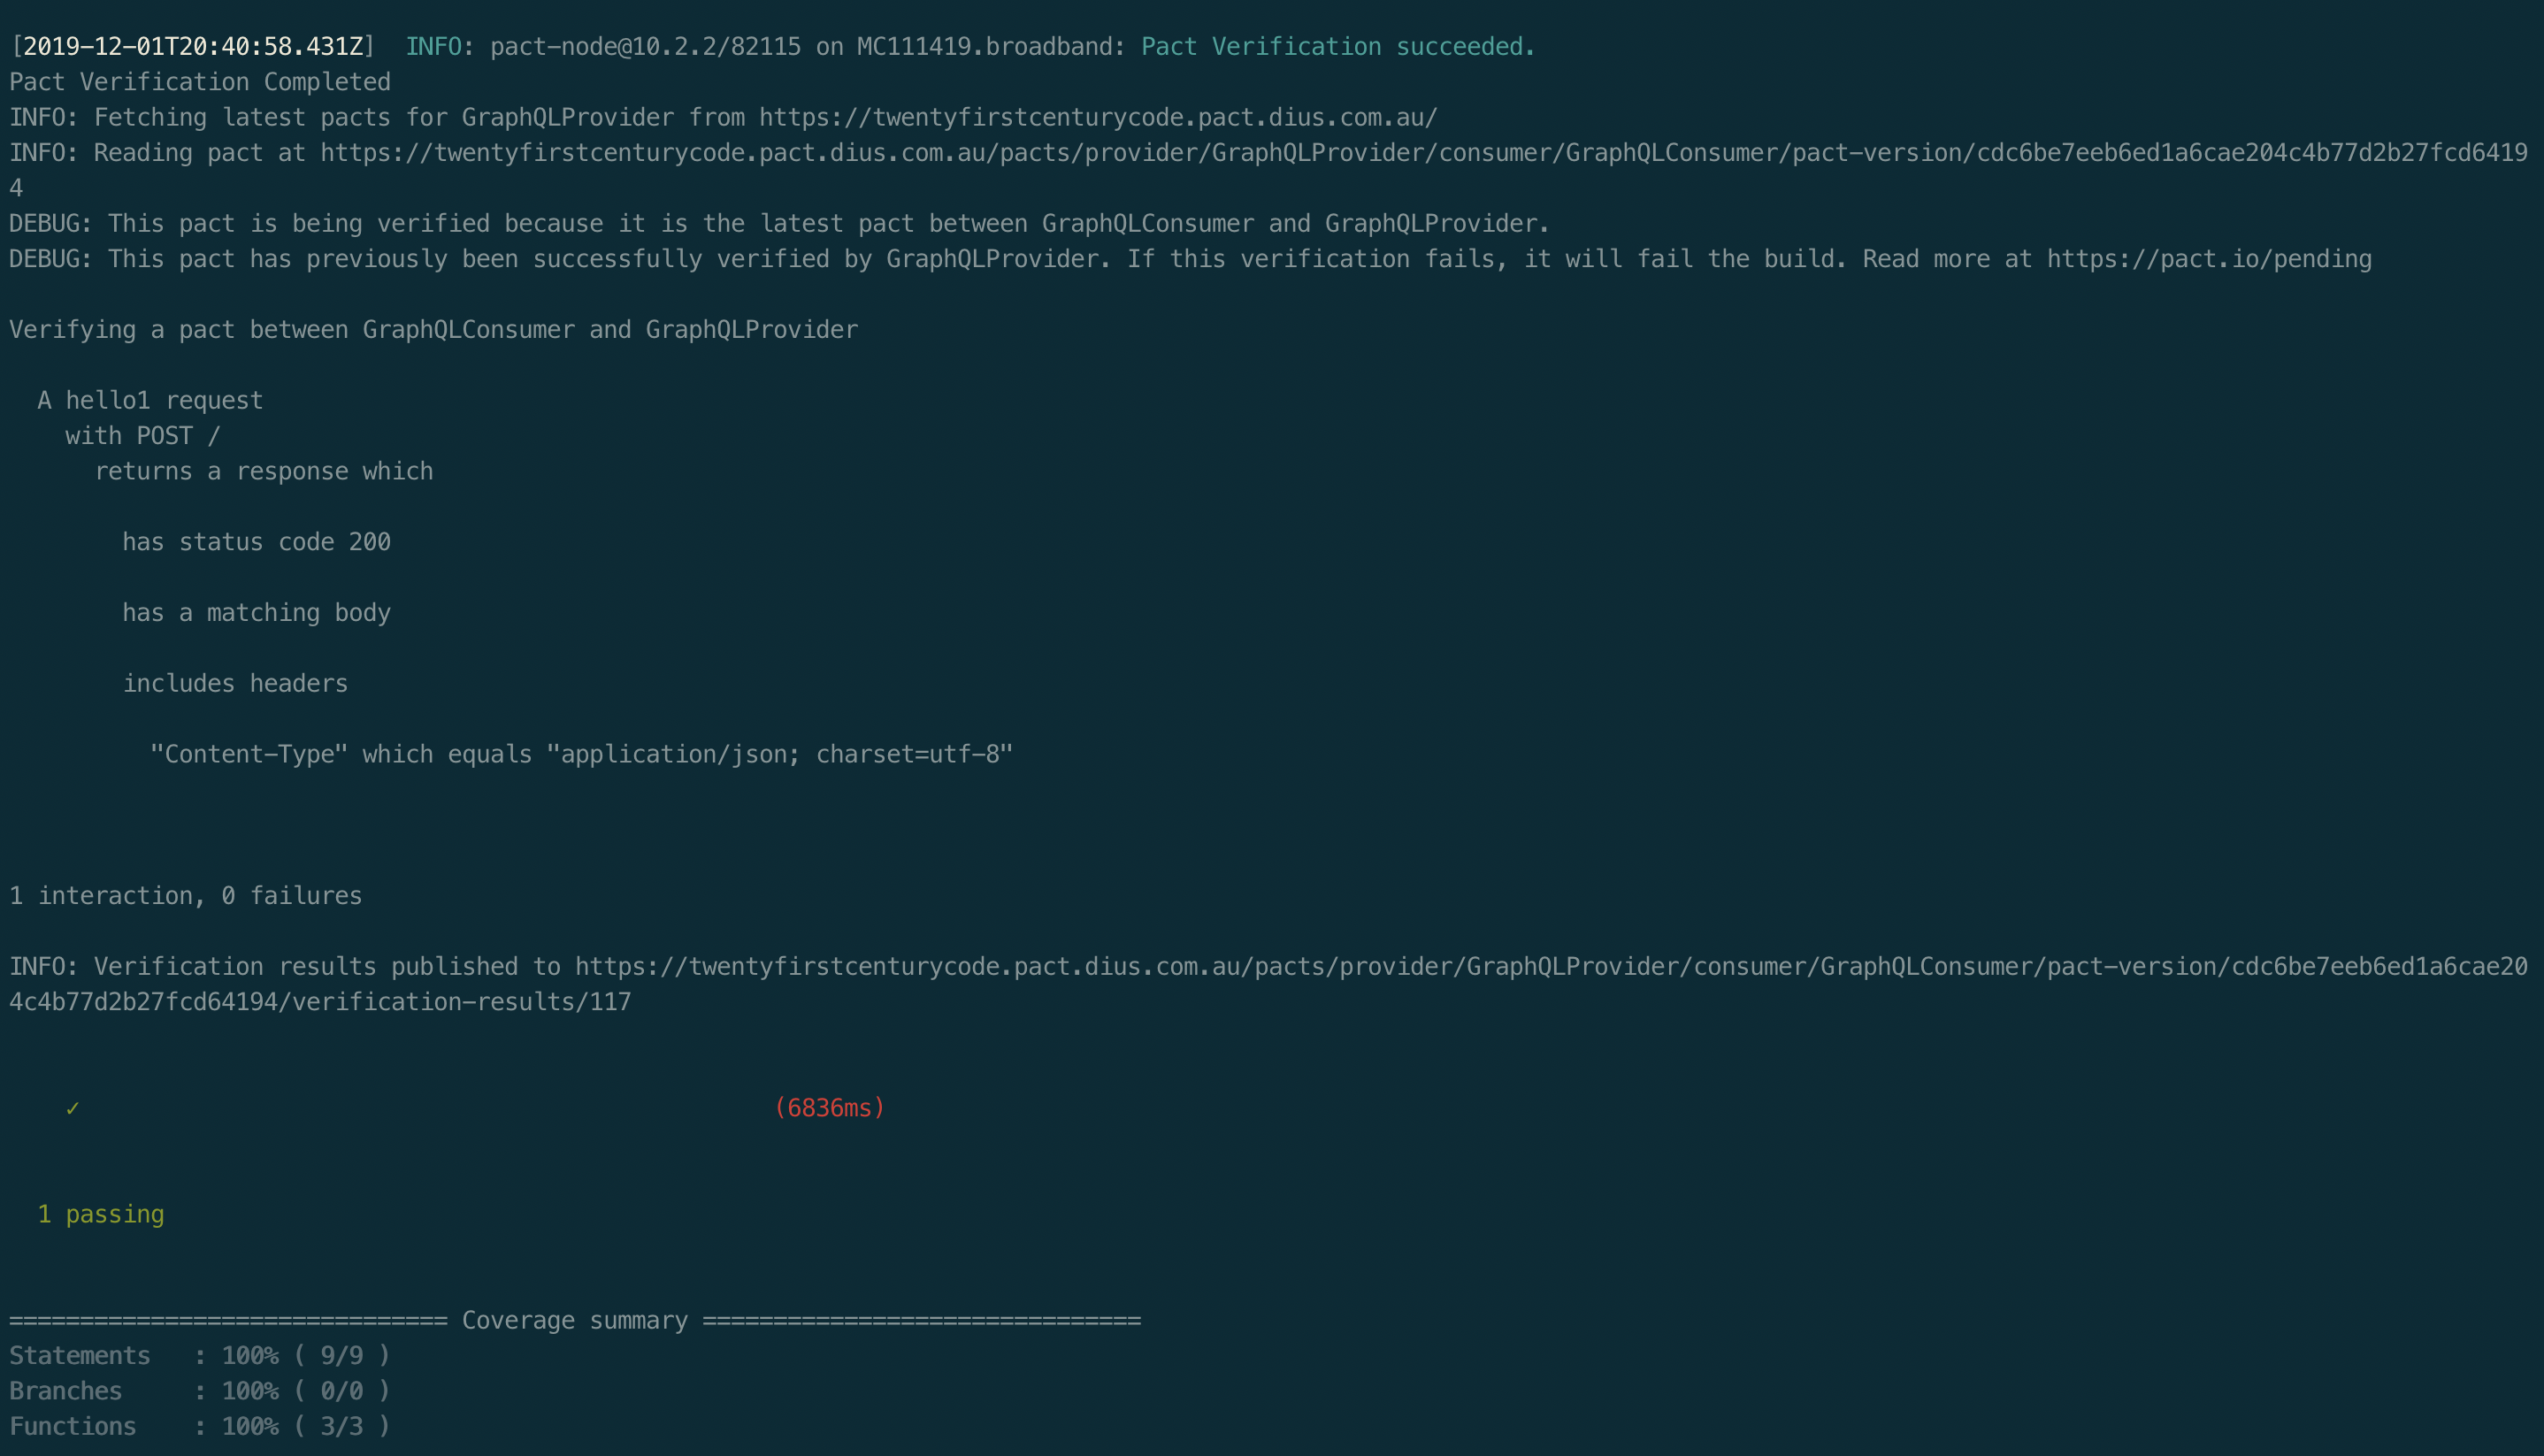 [2019-12-01T20:40:58.431Z]  INFO: pact-node@10.2.2/82115 on MC111419.broadband: Pact Verification succeeded.
Pact Verification Completed
INFO: Fetching latest pacts for GraphQLProvider from https://twentyfirstcenturycode.pact.dius.com.au/
INFO: Reading pact at https://twentyfirstcenturycode.pact.dius.com.au/pacts/provider/GraphQLProvider/consumer/GraphQLConsumer/pact-version/cdc6be7eeb6ed1a6cae204c4b77d2b27fcd6419
4
DEBUG: This pact is being verified because it is the latest pact between GraphQLConsumer and GraphQLProvider.
DEBUG: This pact has previously been successfully verified by GraphQLProvider. If this verification fails, it will fail the build. Read more at https://pact.io/pending
Verifying a pact between GraphQLConsumer and GraphQLProvider
A hello1 request
with POST /
returns a response which
has status code 200
has a matching body
includes headers
"Content-Type" which equals "application/json; charset=utf-8"
1 interaction, 0 failures
INFO: Verification results published to https://twentyfirstcenturycode.pact.dius.com.au/pacts/provider/GraphQLProvider/consumer/GraphQLConsumer/pact-version/cdc6be7eeb6ed1a6cae20
4c4b77d2b27fcd64194/verification-results/117
✓ (6836ms)
1 passing
=============================== Coverage summary ===============================
Statements   : 100% ( 9/9 )
Branches     : 100% ( 0/0 )
Functions    : 100% ( 3/3 )